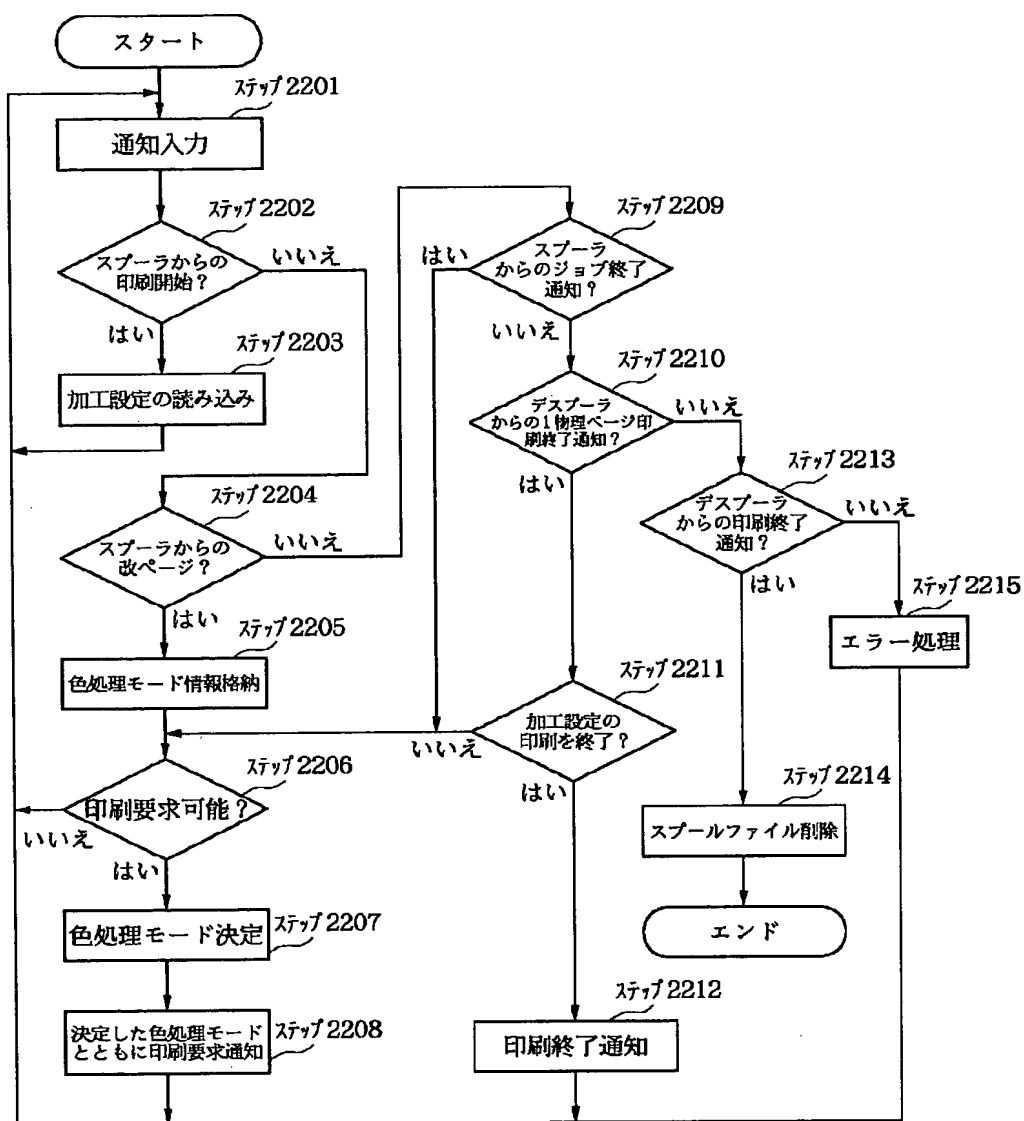 スタート
ステップ2201
通知入力
ステップ2202
スプーラからの
印刷開始？
いいえ
はい
ステップ2203
加工設定の読み込み
ステップ2204
スプーラからの
改ページ？
いいえ
はい
ステップ2205
色処理モード情報格納
ステップ2206
印刷要求可能？
いいえ
はい
色処理モード決定
ステップ2207
決定した色処理モード
とともに印刷要求通知
ステップ2208
ステップ2209
スプーラ
からのジョブ終了
通知？
はい
いいえ
ステップ2210
デスプーラ
からの1物理ページ印
刷終了通知？
いいえ
はい
ステップ2211
加工設定の
印刷を終了？
いいえ
はい
ステップ2212
印刷終了通知
ステップ2213
デスプーラ
からの印刷終了
通知？
いいえ
はい
ステップ2214
スプールファイル削除
エンド
ステップ2215
エラー処理